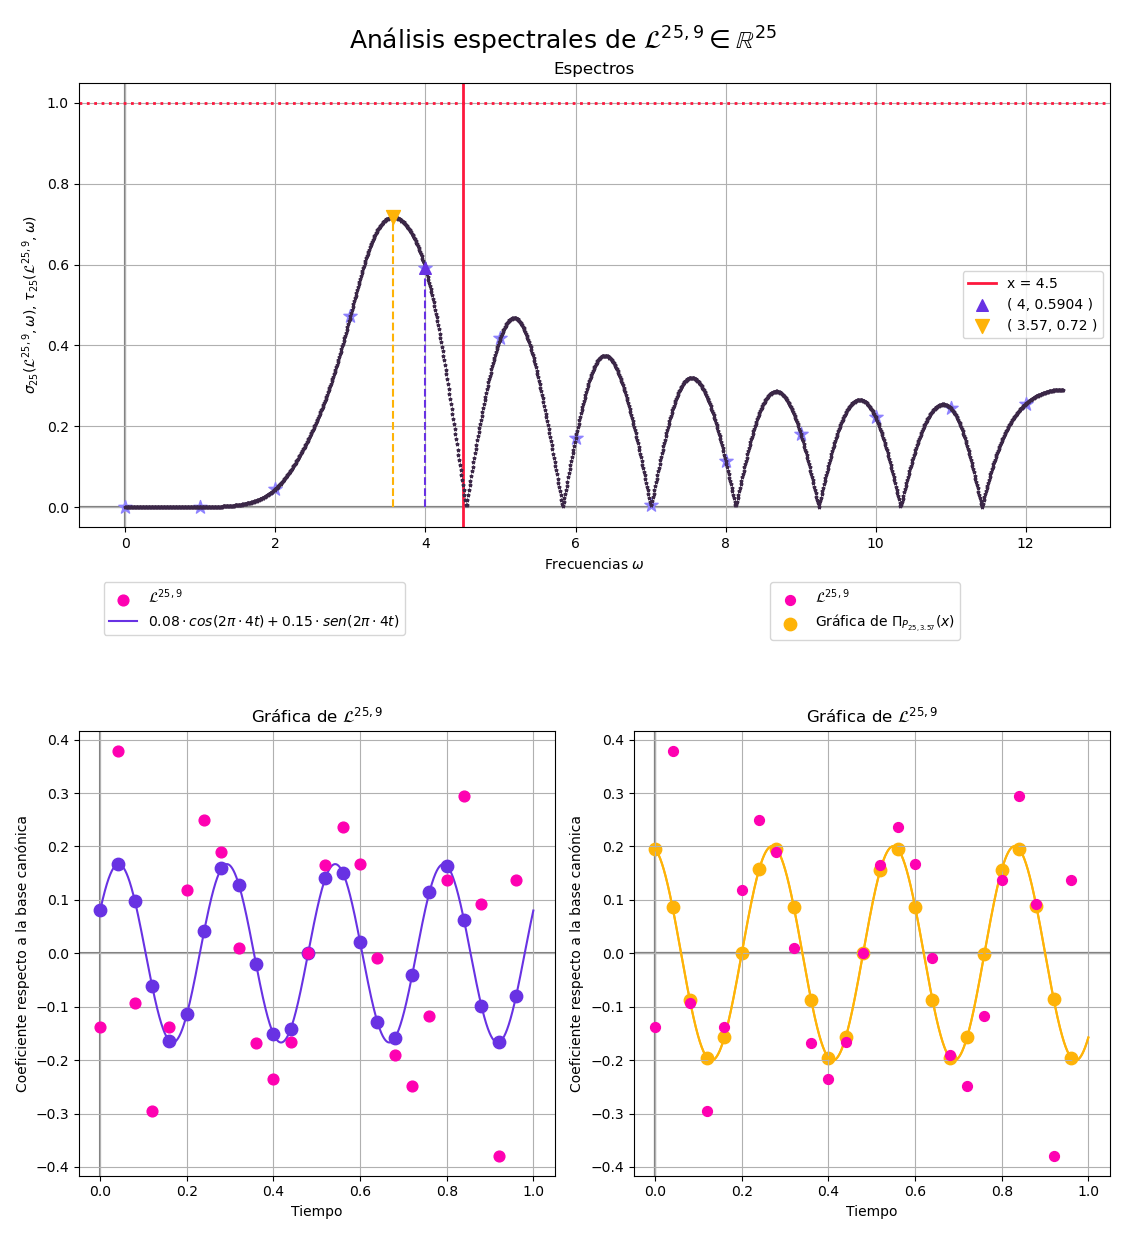 Análisis espectrales de 𝓛^{25,9} ∈ ℝ^{25}
Espectros
σ_{25}(𝓛^{25,9}, ω), τ_{25}(𝓛^{25,9}, ω)
1.0
0.8
0.6
0.4
0.2
0.0
x = 4.5
( 4, 0.5904 )
( 3.57, 0.72 )
0 2 4 6 8 10 12
Frecuencias ω
𝓛^{25,9}
0.08 · cos(2π · 4t) + 0.15 · sen(2π · 4t)
𝓛^{25,9}
Gráfica de Π_{P_{25,3.57}}(x)
Gráfica de 𝓛^{25,9}
Coeficiente respecto a la base canónica
0.4
0.3
0.2
0.1
0.0
−0.1
−0.2
−0.3
−0.4
0.0 0.2 0.4 0.6 0.8 1.0
Tiempo
Gráfica de 𝓛^{25,9}
Coeficiente respecto a la base canónica
0.4
0.3
0.2
0.1
0.0
−0.1
−0.2
−0.3
−0.4
0.0 0.2 0.4 0.6 0.8 1.0
Tiempo